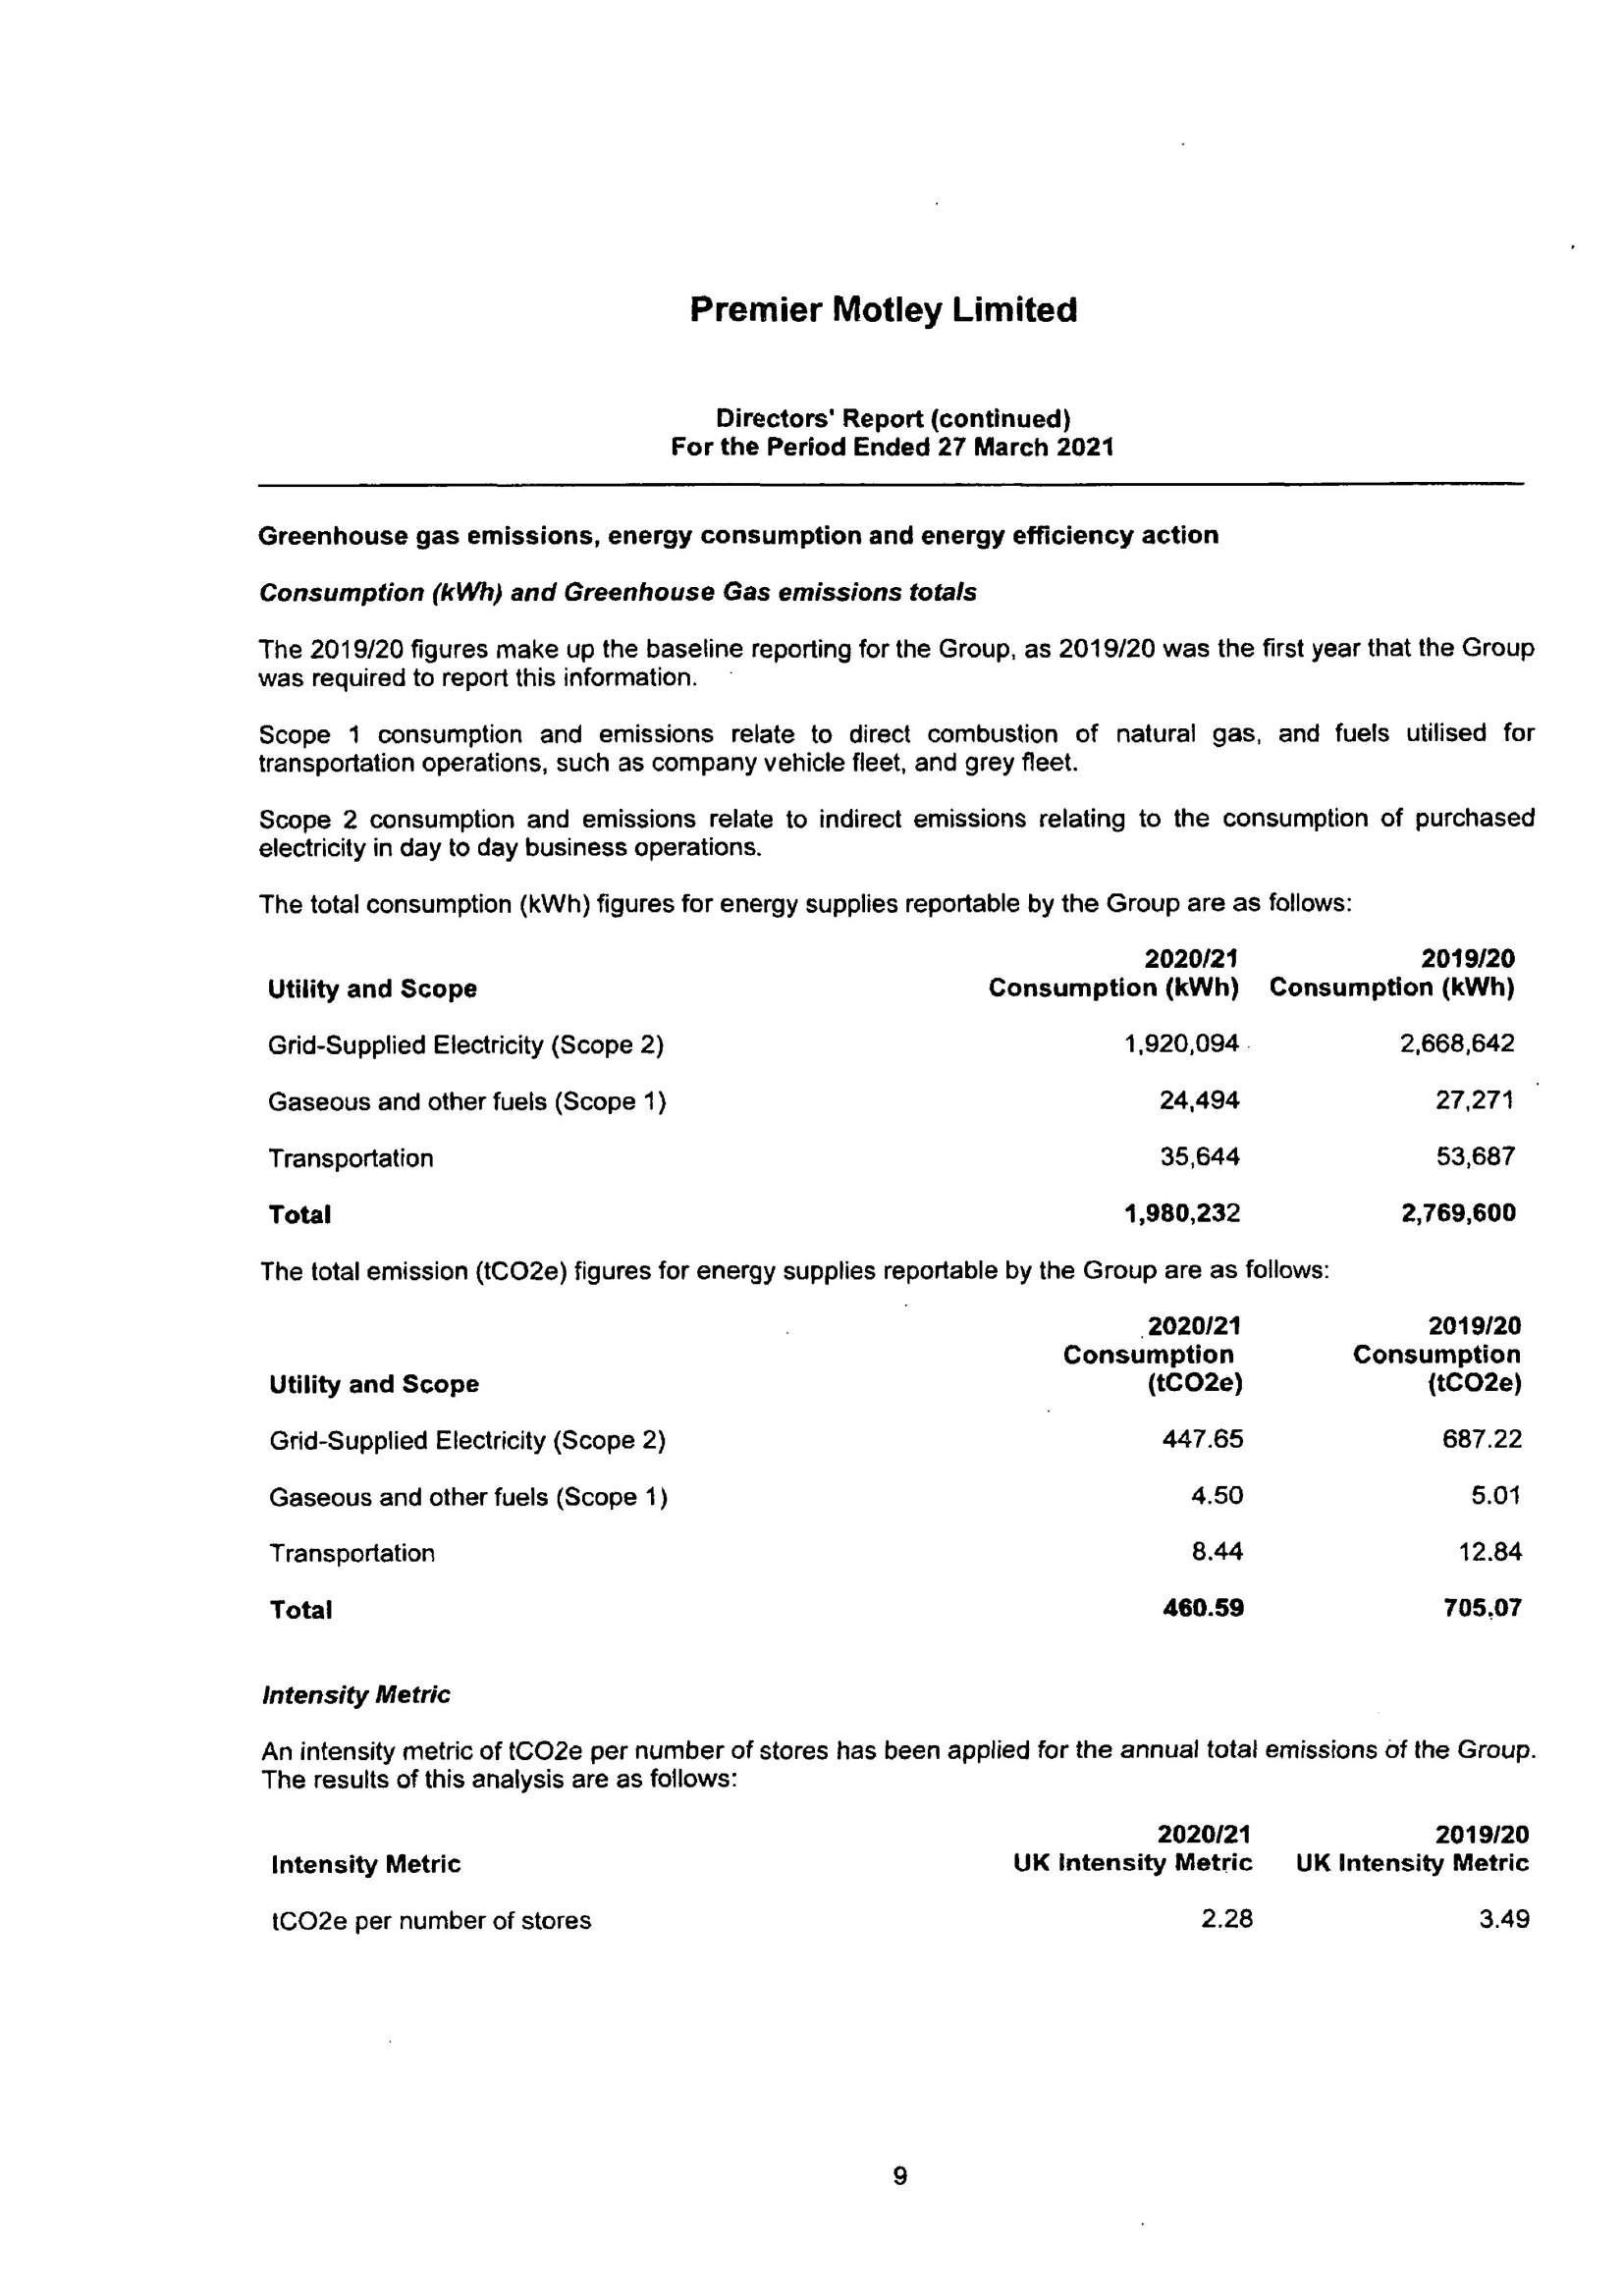 Premier Motley Limited
Directors' Report (continued)
For the Period Ended 27 March 2021
Greenhouse gas emissions, energy consumption and energy efficiency action
Consumption (kWh) and Greenhouse Gas emissions totals
The 2019/20 figures make up the baseline reporting for the Group, as 2019/20 was the first year that the Group
was required to report this information.
Scope 1 consumption and emissions relate to direct combustion of natural gas, and fuels utilised for
transportation operations, such as company vehicle fleet, and grey fleet.
Scope 2 consumption and emissions relate to indirect emissions relating to the consumption of purchased
electricity in day to day business operations.
The total consumption (kWh) figures for energy supplies reportable by the Group are as follows:
2020/21 2019/20
Utility and Scope Consumption (kWh) Consumption (kWh)
Grid-Supplied Electricity (Scope 2) 1,920,094 2,668,642
Gaseous and other fuels (Scope 1) 24,494 27,271
Transportation 35,644 53,687
Total 1,980,232 2,769,600
The total emission (tCO2e) figures for energy supplies reportable by the Group are as follows:
2020/21 2019/20
Consumption Consumption
Utility and Scope (tCO2e) (tCO2e)
Grid-Supplied Electricity (Scope 2) 447.65 687.22
Gaseous and other fuels (Scope 1) 4.50 5.01
Transportation 8.44 12.84
Total 460.59 705.07
Intensity Metric
An intensity metric of tCO2e per number of stores has been applied for the annual total emissions of the Group.
The results of this analysis are as follows:
2020/21 2019/20
Intensity Metric UK Intensity Metric UK Intensity Metric
tCO2e per number of stores 2.28 3.49
9